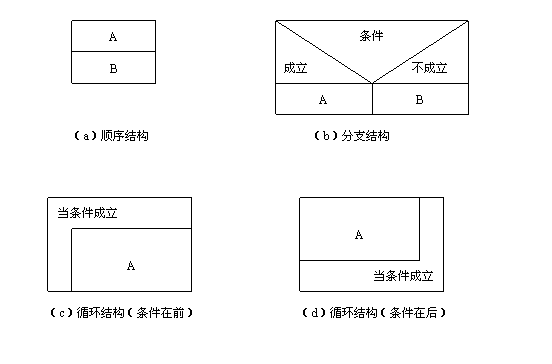 A
B
（a）顺序结构
条件
成立
不成立
A
B
（b）分支结构
当条件成立
A
（c）循环结构（条件在前）
A
当条件成立
（d）循环结构（条件在后）